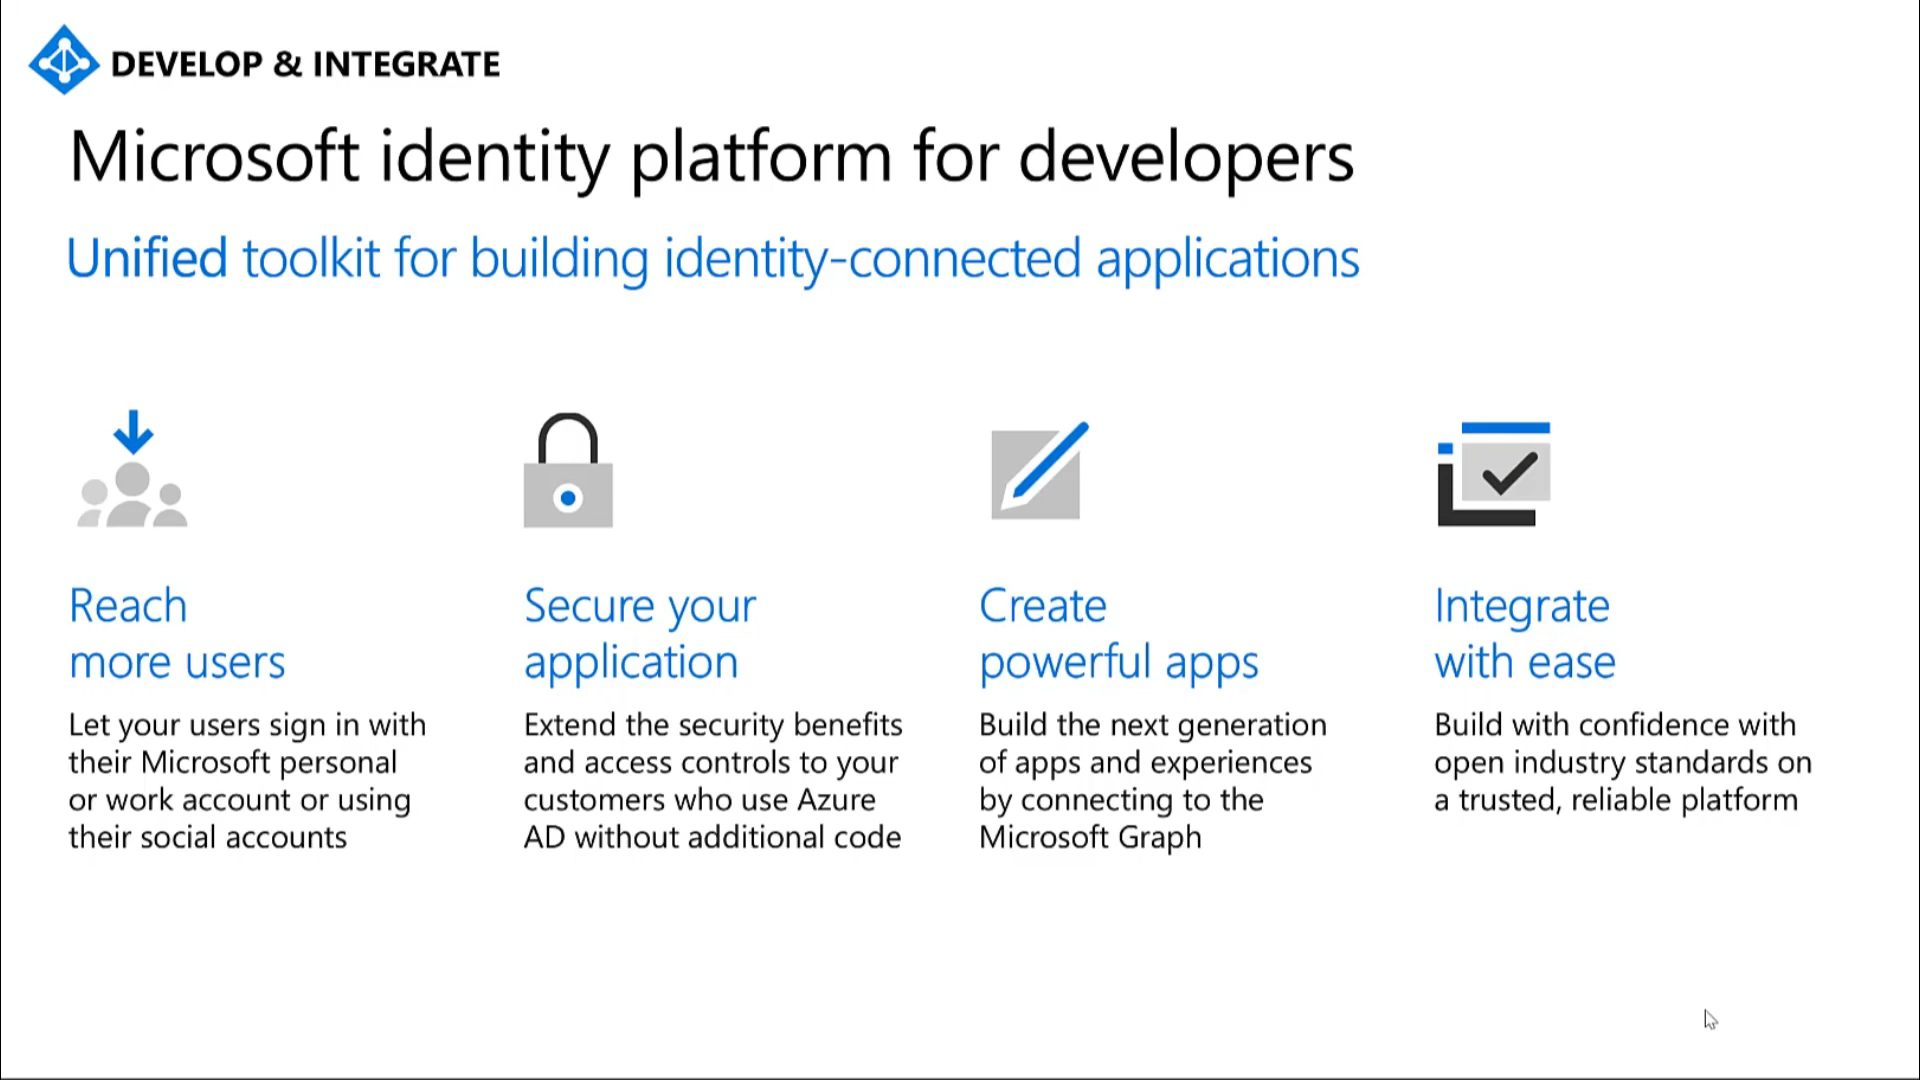 DEVELOP & INTEGRATE
Microsoft identity platform for developers
Unified toolkit for building identity-connected applications
Reach
more users
Let your users sign in with
their Microsoft personal
or work account or using
their social accounts
Secure your
application
Extend the security benefits
and access controls to your
customers who use Azure
AD without additional code
Create
powerful apps
Build the next generation
of apps and experiences
by connecting to the
Microsoft Graph
Integrate
with ease
Build with confidence with
open industry standards on
a trusted, reliable platform